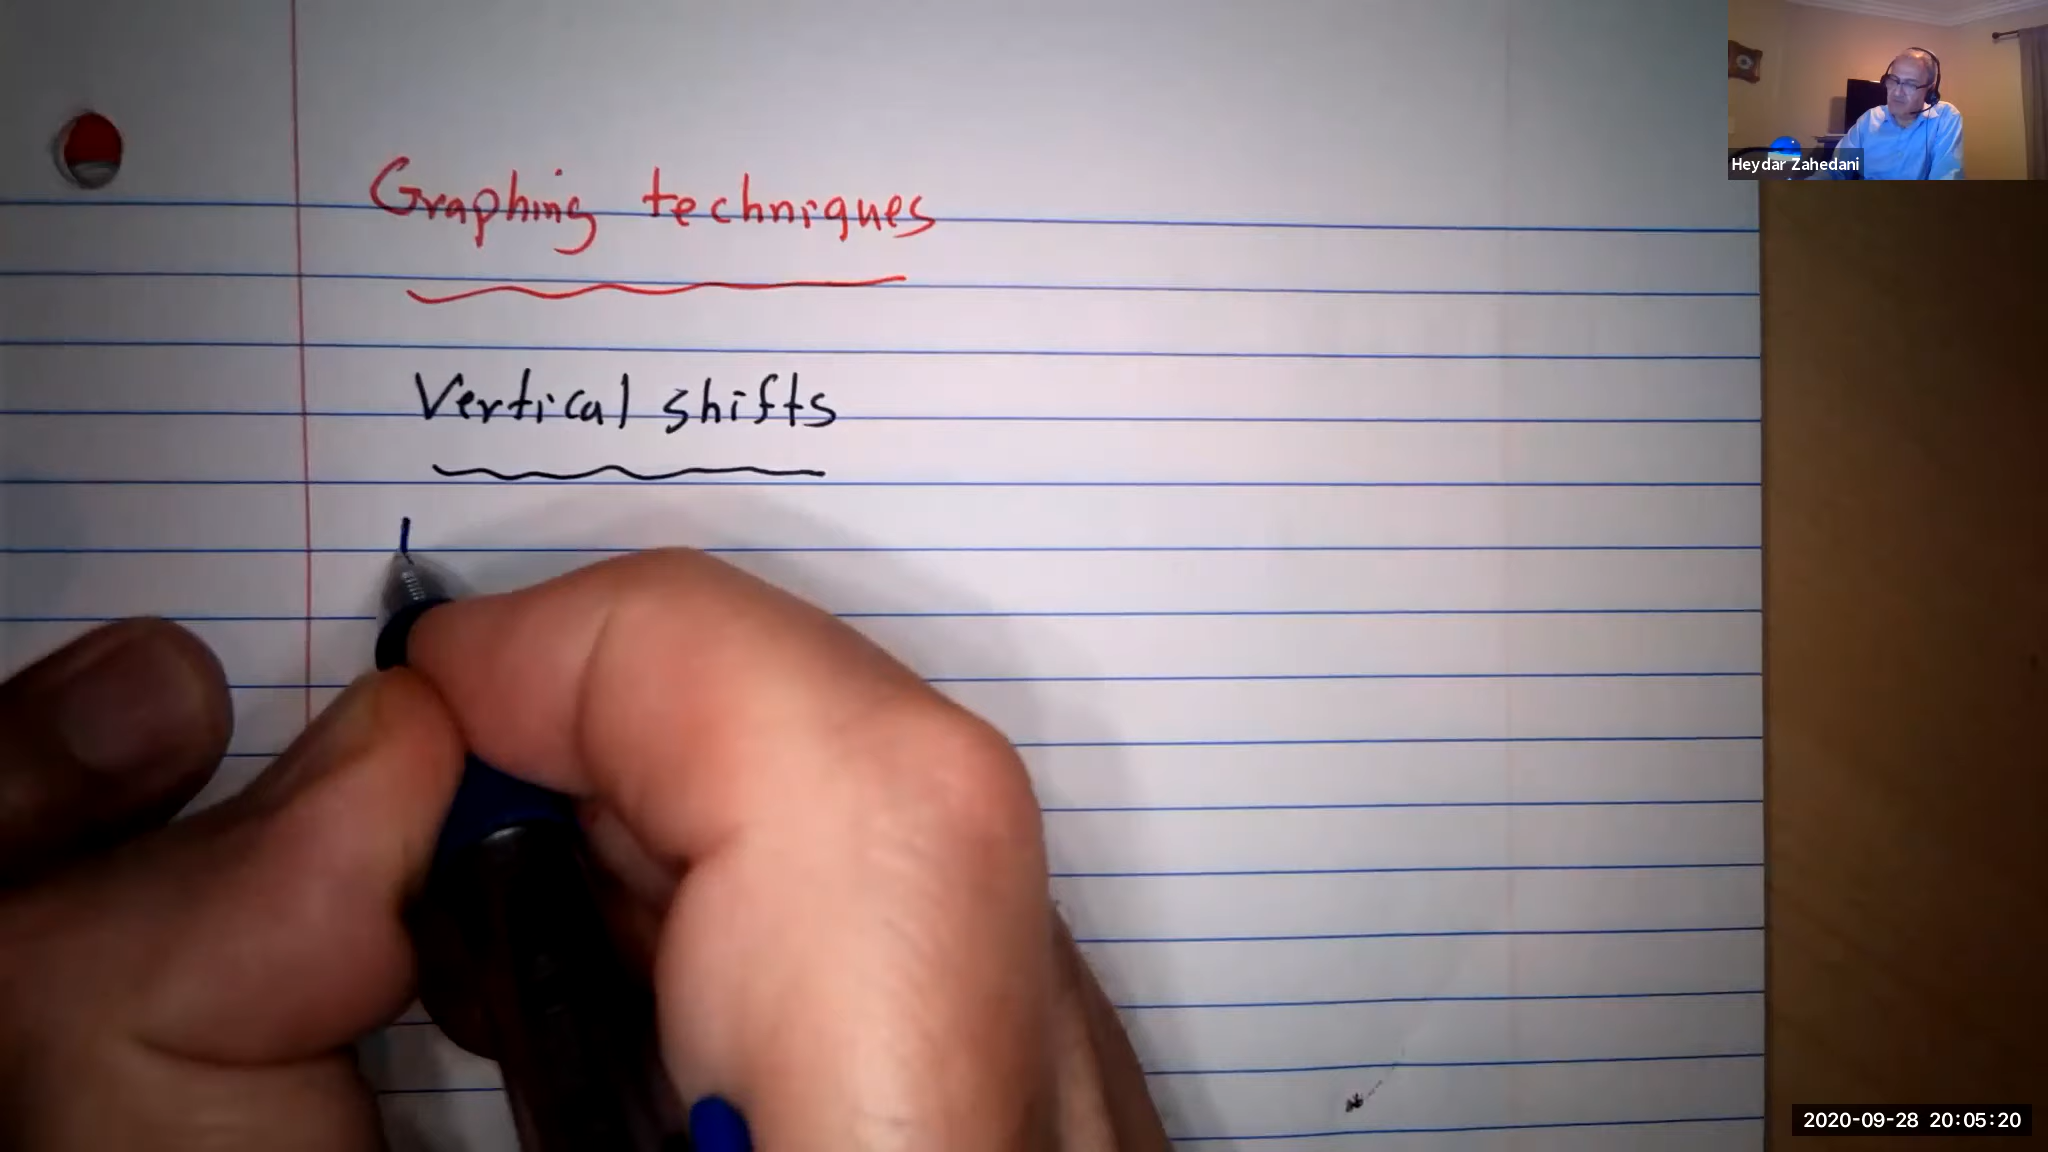 Heydar Zahedani
Graphing techniques
Vertical shifts
2020-09-28 20:05:20